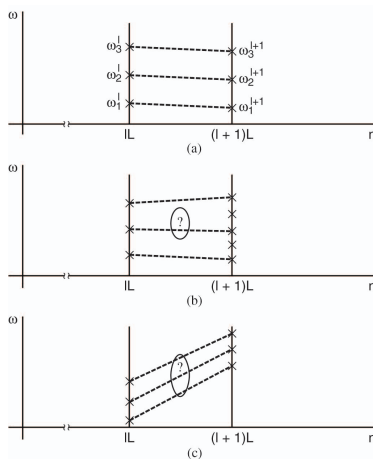 ω
ω₃ˡ ω₃ˡ⁺¹
ω₂ˡ ω₂ˡ⁺¹
ω₁ˡ ω₁ˡ⁺¹
lL (l + 1)L r
(a)
ω
?
lL (l + 1)L r
(b)
ω
?
lL (l + 1)L r
(c)